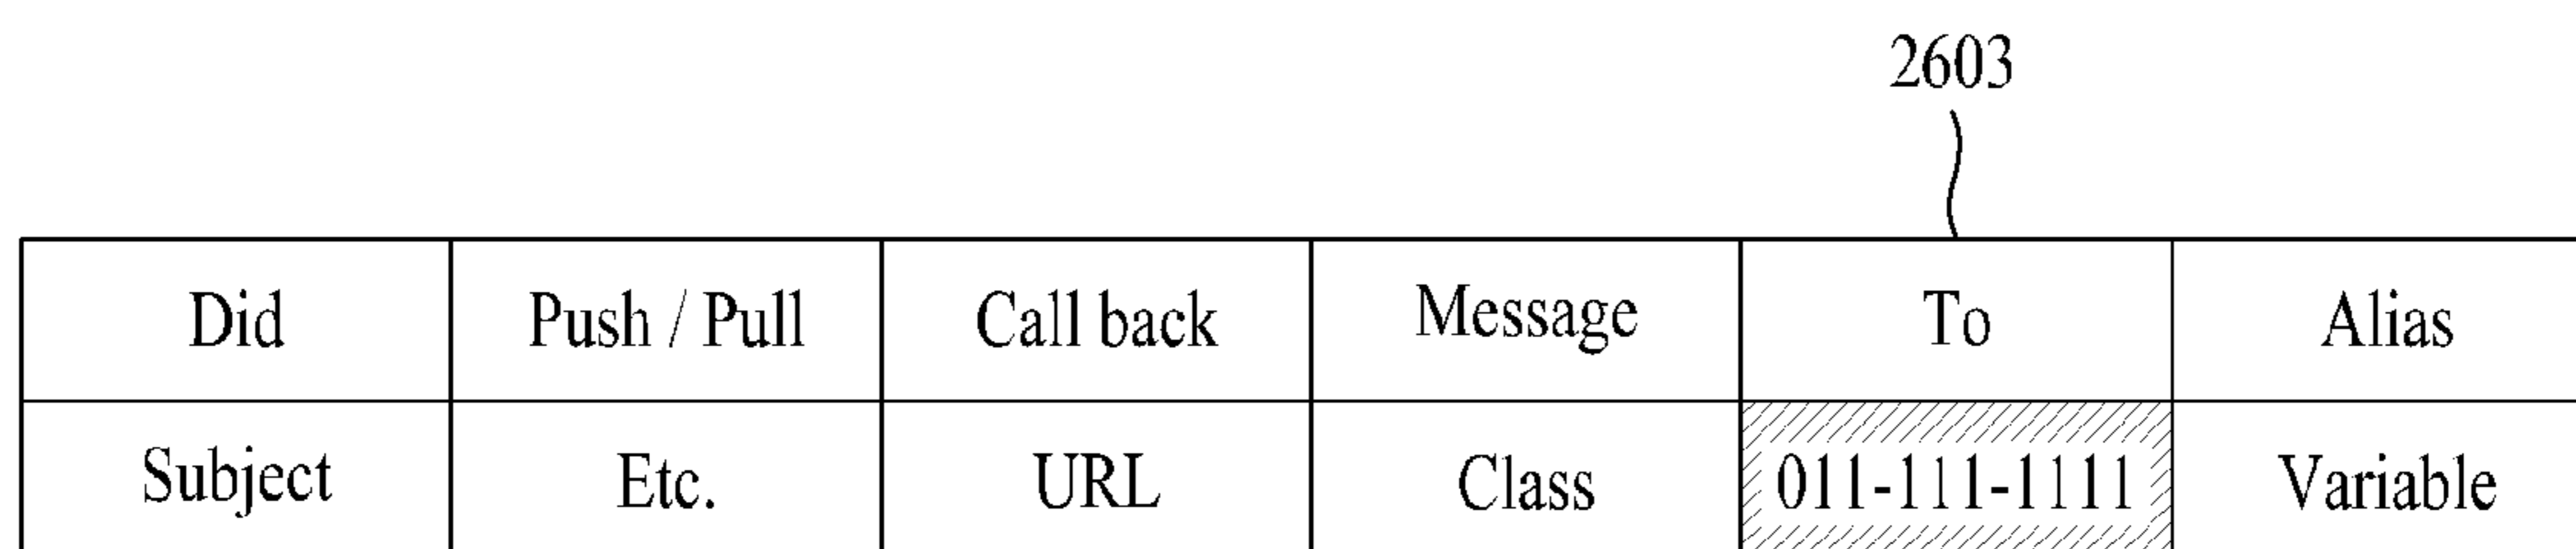 2603
Did Push / Pull Call back Message To Alias
Subject Etc. URL Class 011-111-1111 Variable